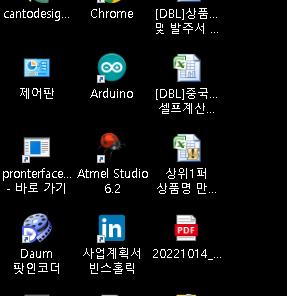 cantodesig...
Chrome
[DBL]상품...
및 발주서 ...
제어판
Arduino
[DBL]중국...
셀프계산...
pronterface...
- 바로 가기
Atmel Studio
6.2
상위1퍼
상품명 만...
Daum
팟인코더
in
사업계획서
빈스홀릭
PDF
20221014_...